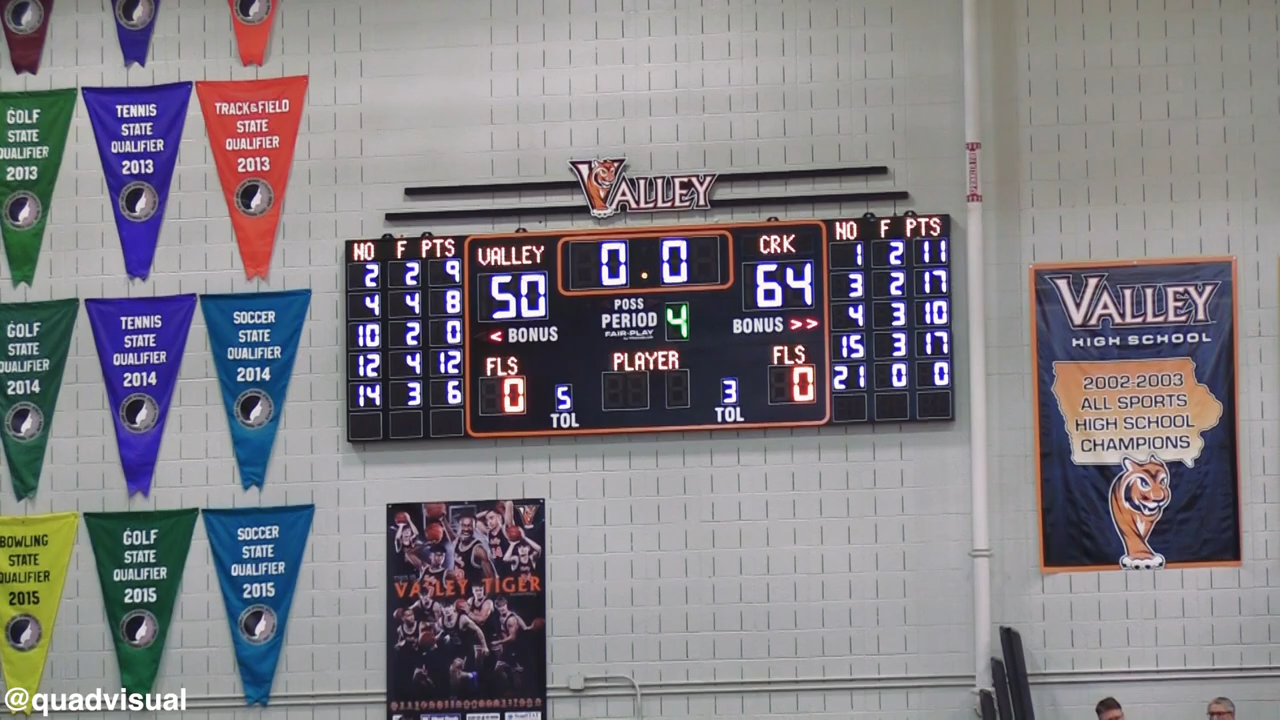 GOLF
STATE
QUALIFIER
2013
TENNIS
STATE
QUALIFIER
2013
TRACK&FIELD
STATE
QUALIFIER
2013
GOLF
STATE
QUALIFIER
2014
TENNIS
STATE
QUALIFIER
2014
SOCCER
STATE
QUALIFIER
2014
BOWLING
STATE
QUALIFIER
2015
GOLF
STATE
QUALIFIER
2015
SOCCER
STATE
QUALIFIER
2015
VALLEY
NO F PTS
2 2 9
4 4 8
10 2 0
12 4 12
14 3 6
VALLEY 0.0 CRK
50 64
POSS
PERIOD 4
FAIR-PLAY
< BONUS BONUS >>
FLS PLAYER FLS
0 5 3 0
TOL TOL
NO F PTS
1 2 11
3 2 17
4 3 10
15 3 17
21 0 0
VALLEY TIGER
VALLEY
HIGH SCHOOL
2002-2003
ALL SPORTS
HIGH SCHOOL
CHAMPIONS
@quadvisual